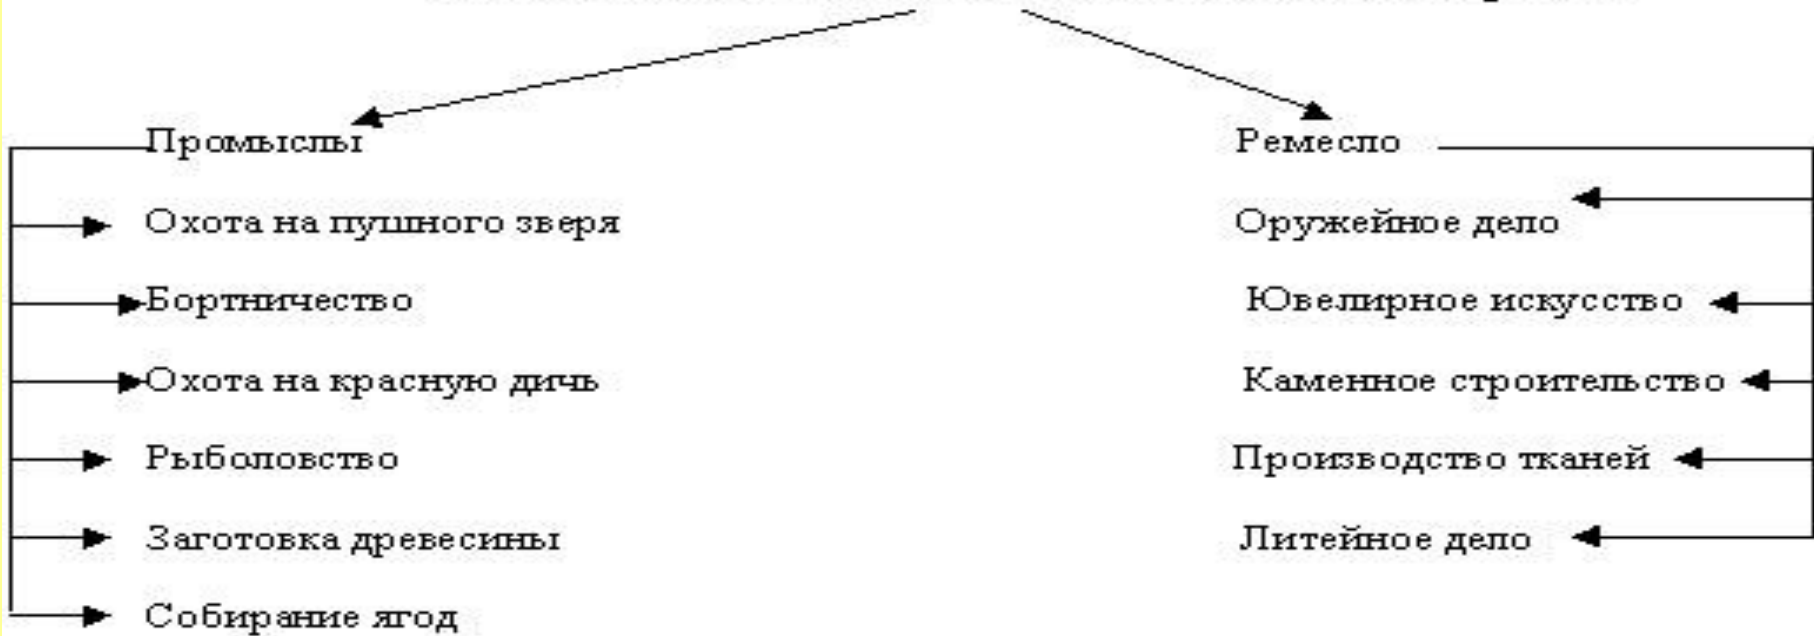 Промыслы
Ремесло
Охота на пушного зверя
Оружейное дело
Бортничество
Ювелирное искусство
Охота на красную дичь
Каменное строительство
Рыболовство
Производство тканей
Заготовка древесины
Литейное дело
Собирание ягод